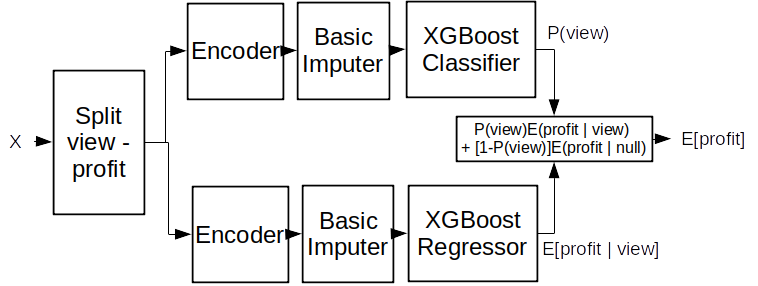 X
Split
view -
profit
Encoder
Basic
Imputer
XGBoost
Classifier
P(view)
P(view)E(profit | view)
+ [1-P(view)]E(profit | null)
E[profit]
Encoder
Basic
Imputer
XGBoost
Regressor
E[profit | view]